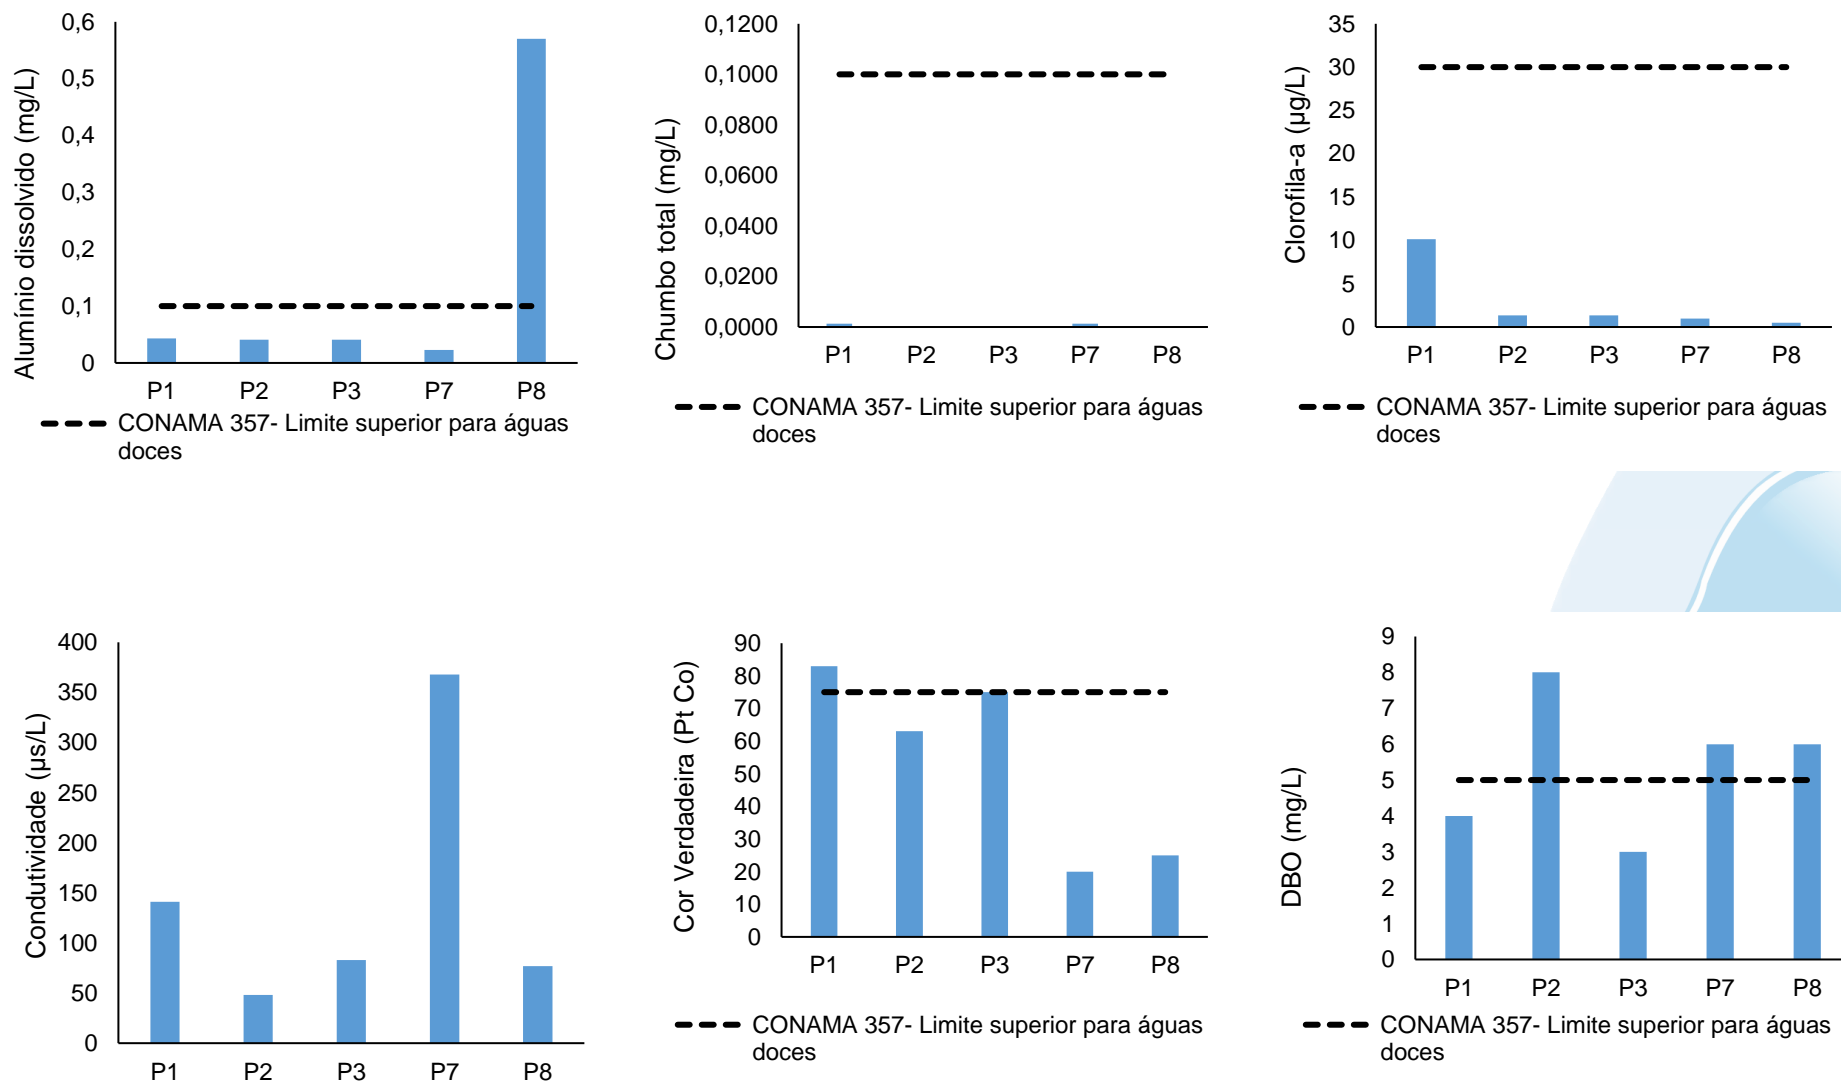 Alumínio dissolvido (mg/L)
0,6
0,5
0,4
0,3
0,2
0,1
0
P1 P2 P3 P7 P8
CONAMA 357- Limite superior para águas
doces
Chumbo total (mg/L)
0,1200
0,1000
0,0800
0,0600
0,0400
0,0200
0,0000
P1 P2 P3 P7 P8
CONAMA 357- Limite superior para águas
doces
Clorofila-a (µg/L)
35
30
25
20
15
10
5
0
P1 P2 P3 P7 P8
CONAMA 357- Limite superior para águas
doces
Condutividade (µs/L)
400
350
300
250
200
150
100
50
0
P1 P2 P3 P7 P8
Cor Verdadeira (Pt Co)
90
80
70
60
50
40
30
20
10
0
P1 P2 P3 P7 P8
CONAMA 357- Limite superior para águas
doces
DBO (mg/L)
9
8
7
6
5
4
3
2
1
0
P1 P2 P3 P7 P8
CONAMA 357- Limite superior para águas
doces